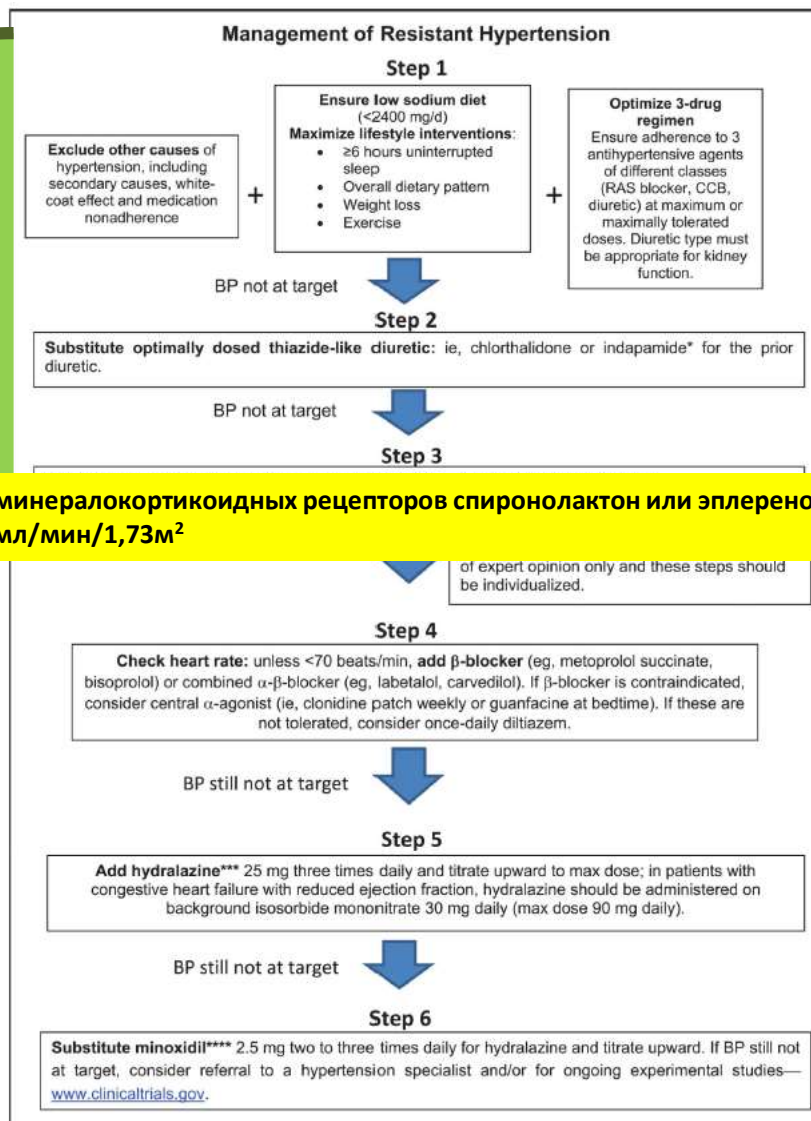 Management of Resistant Hypertension
Step 1
Exclude other causes of
hypertension, including
secondary causes, white-
coat effect and medication
nonadherence
+
Ensure low sodium diet
(<2400 mg/d)
Maximize lifestyle interventions:
• ≥6 hours uninterrupted
sleep
• Overall dietary pattern
• Weight loss
• Exercise
+
Optimize 3-drug
regimen
Ensure adherence to 3
antihypertensive agents
of different classes
(RAS blocker, CCB,
diuretic) at maximum or
maximally tolerated
doses. Diuretic type must
be appropriate for kidney
function.
BP not at target
Step 2
Substitute optimally dosed thiazide-like diuretic: ie, chlorthalidone or indapamide* for the prior
diuretic.
BP not at target
Step 3
минералокортикоидных рецепторов спиронолактон или эплерено
мл/мин/1,73м²
of expert opinion only and these steps should
be individualized.
Step 4
Check heart rate: unless <70 beats/min, add β-blocker (eg, metoprolol succinate,
bisoprolol) or combined α-β-blocker (eg, labetalol, carvedilol). If β-blocker is contraindicated,
consider central α-agonist (ie, clonidine patch weekly or guanfacine at bedtime). If these are
not tolerated, consider once-daily diltiazem.
BP still not at target
Step 5
Add hydralazine*** 25 mg three times daily and titrate upward to max dose; in patients with
congestive heart failure with reduced ejection fraction, hydralazine should be administered on
background isosorbide mononitrate 30 mg daily (max dose 90 mg daily).
BP still not at target
Step 6
Substitute minoxidil**** 2.5 mg two to three times daily for hydralazine and titrate upward. If BP still not
at target, consider referral to a hypertension specialist and/or for ongoing experimental studies—
www.clinicaltrials.gov.